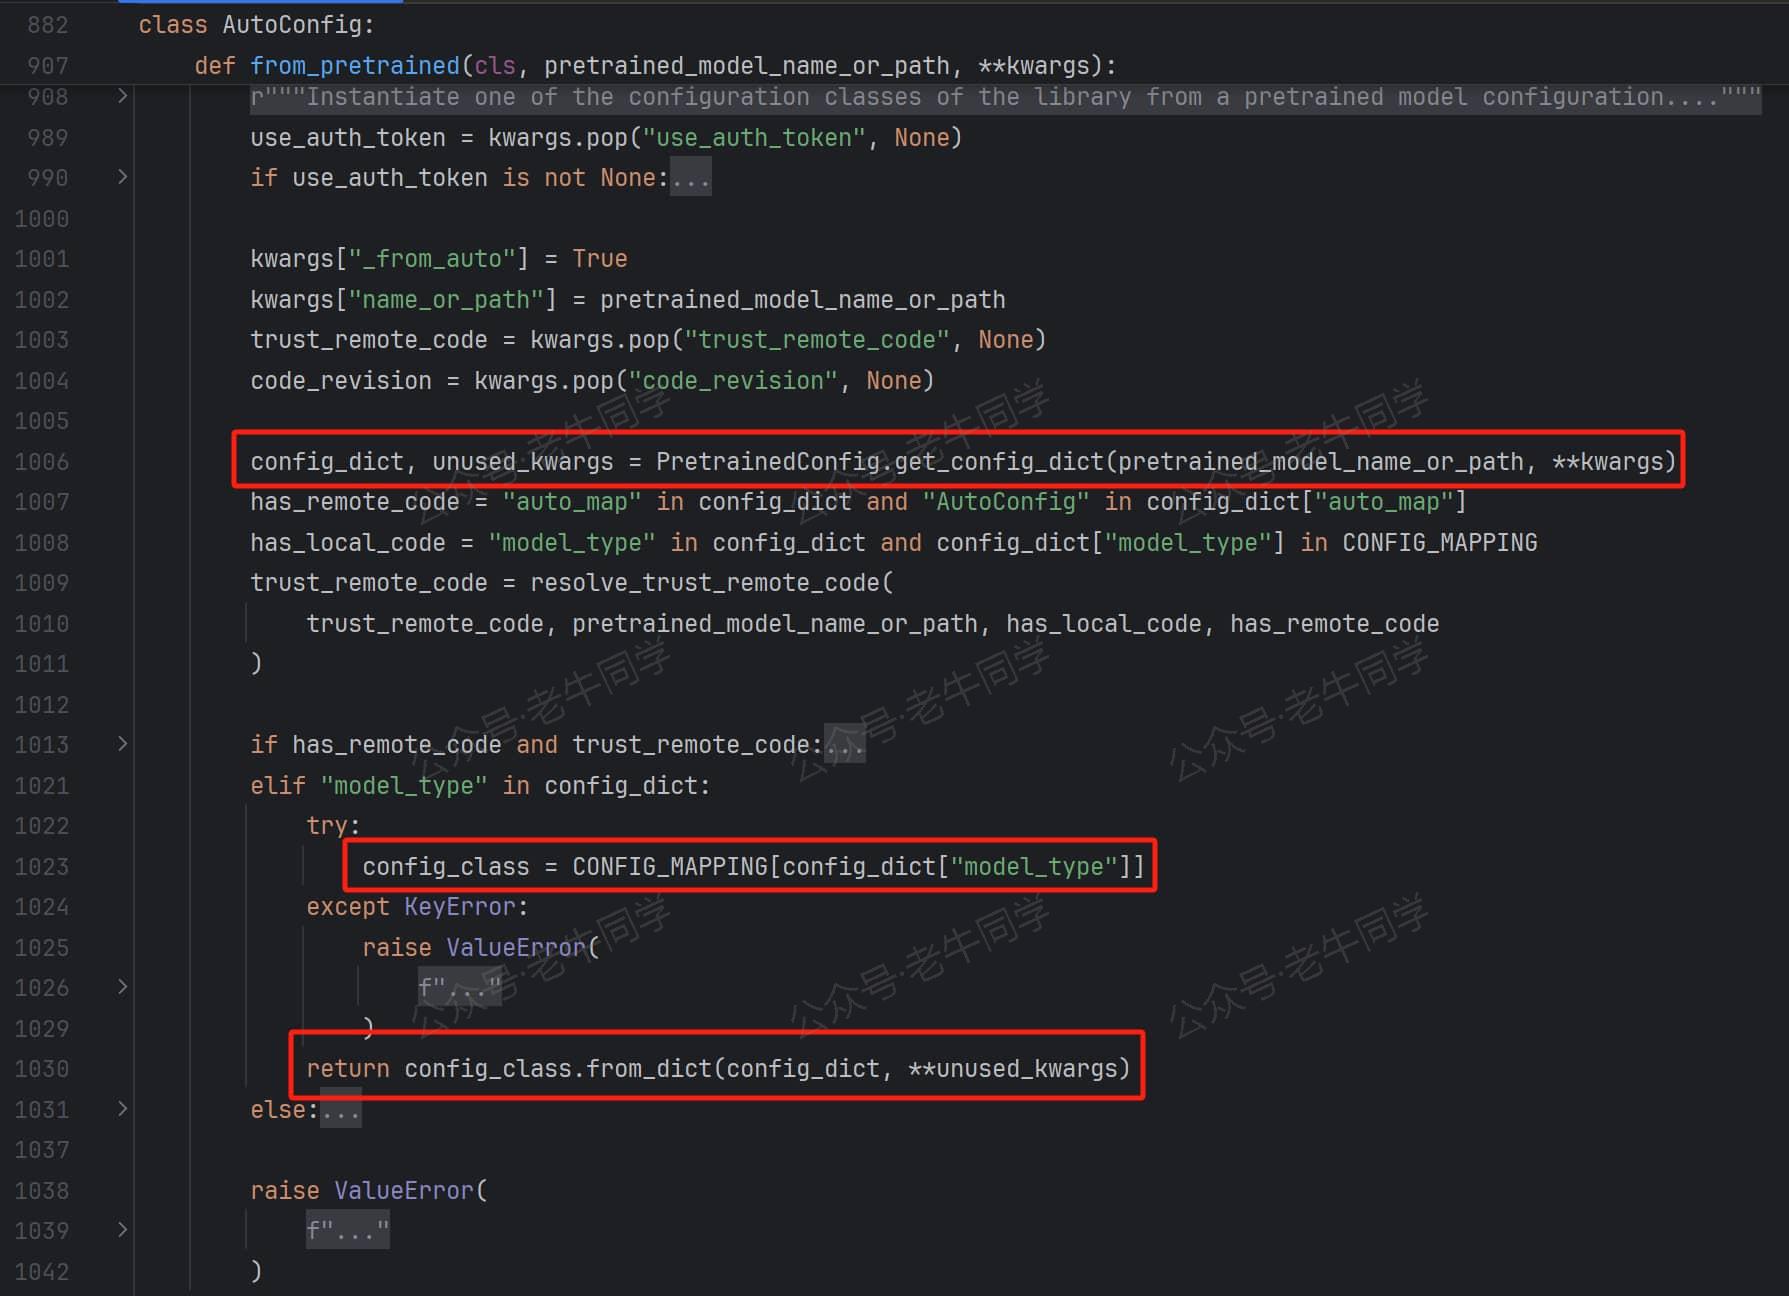 882 class AutoConfig:
907 def from_pretrained(cls, pretrained_model_name_or_path, **kwargs):
908 r"""Instantiate one of the configuration classes of the library from a pretrained model configuration...."""
989 use_auth_token = kwargs.pop("use_auth_token", None)
990 if use_auth_token is not None:...
1000
1001 kwargs["_from_auto"] = True
1002 kwargs["name_or_path"] = pretrained_model_name_or_path
1003 trust_remote_code = kwargs.pop("trust_remote_code", None)
1004 code_revision = kwargs.pop("code_revision", None)
1005
1006 config_dict, unused_kwargs = PretrainedConfig.get_config_dict(pretrained_model_name_or_path, **kwargs)
1007 has_remote_code = "auto_map" in config_dict and "AutoConfig" in config_dict["auto_map"]
1008 has_local_code = "model_type" in config_dict and config_dict["model_type"] in CONFIG_MAPPING
1009 trust_remote_code = resolve_trust_remote_code(
1010 trust_remote_code, pretrained_model_name_or_path, has_local_code, has_remote_code
1011 )
1012
1013 if has_remote_code and trust_remote_code:...
1021 elif "model_type" in config_dict:
1022 try:
1023 config_class = CONFIG_MAPPING[config_dict["model_type"]]
1024 except KeyError:
1025 raise ValueError(
1026 f"..."
1029 )
1030 return config_class.from_dict(config_dict, **unused_kwargs)
1031 else:...
1037
1038 raise ValueError(
1039 f"..."
1042 )
公众号·老牛同学
公众号·老牛同学
公众号·老牛同学
公众号·老牛同学
公众号·老牛同学
公众号·老牛同学
公众号·老牛同学
公众号·老牛同学
公众号·老牛同学